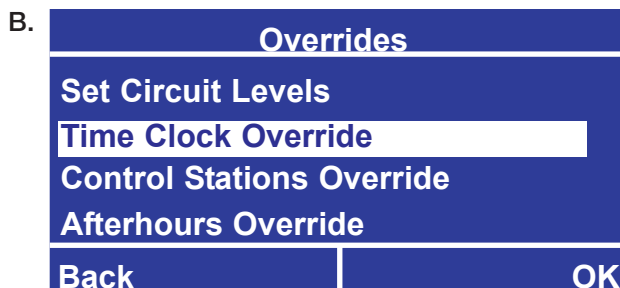 B.
Overrides
Set Circuit Levels
Time Clock Override
Control Stations Override
Afterhours Override
Back OK